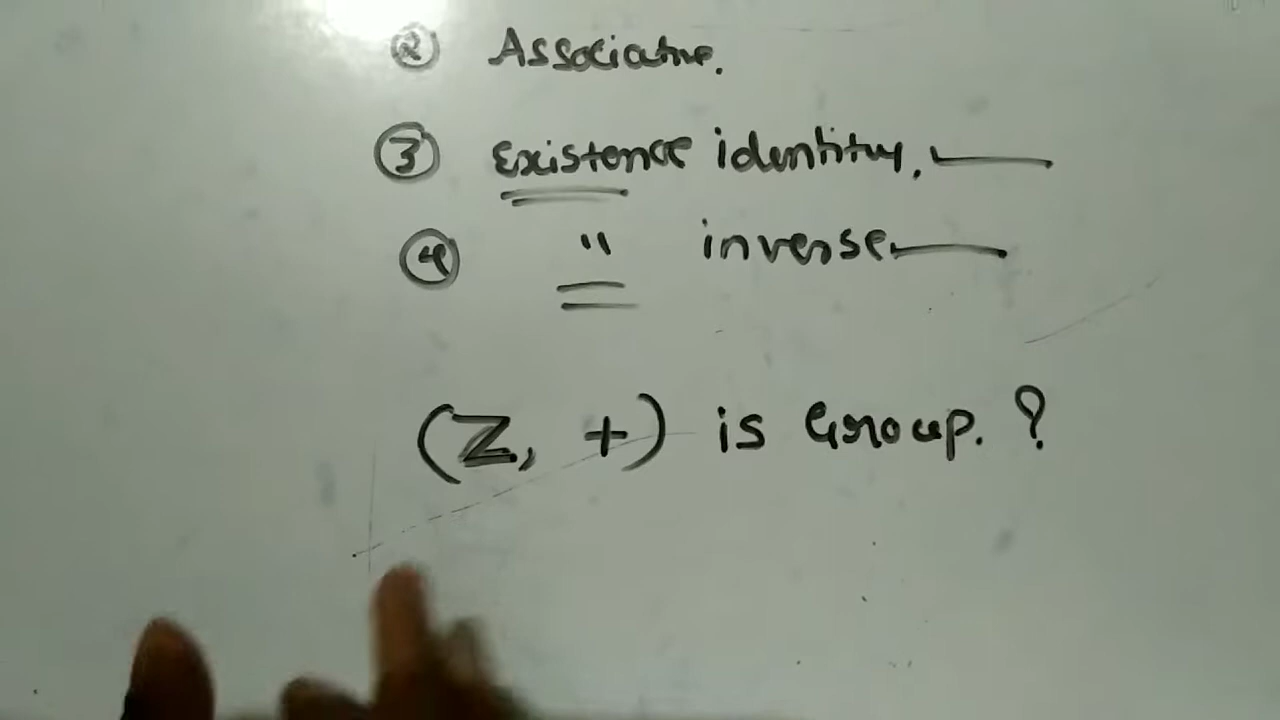 ② Associative.
③ Existence identity.
④ " inverse
(Z, +) is Group. ?